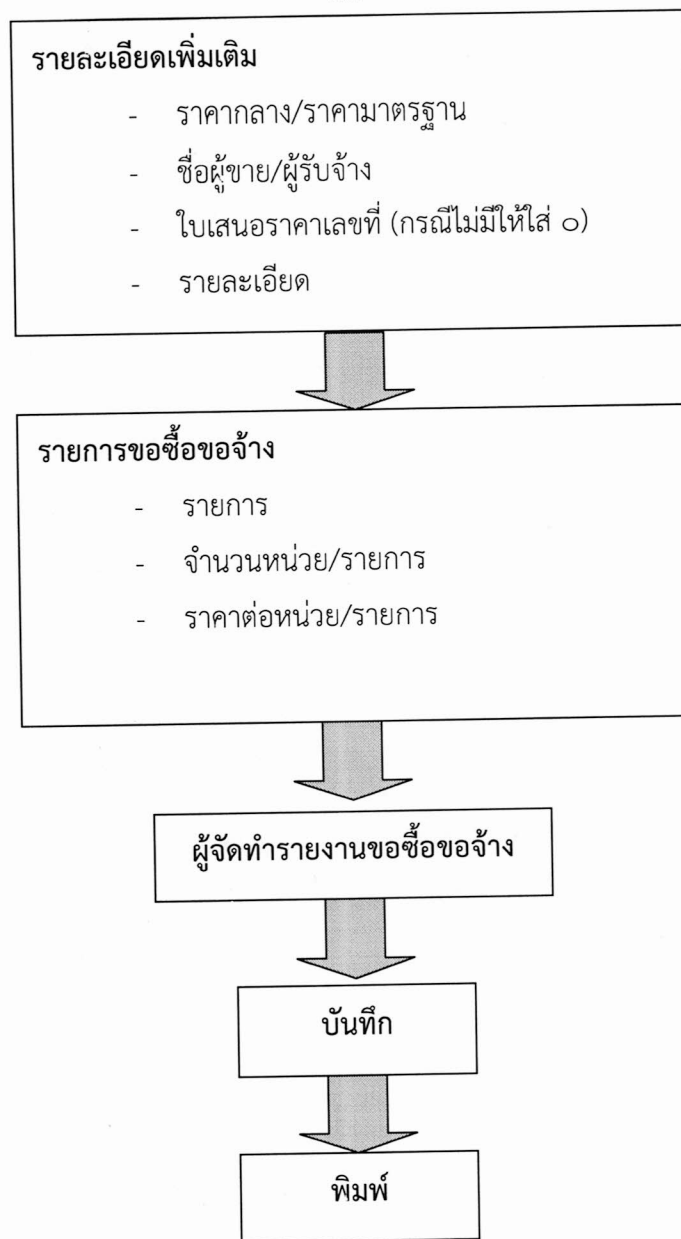 รายละเอียดเพิ่มเติม
- ราคากลาง/ราคามาตรฐาน
- ชื่อผู้ขาย/ผู้รับจ้าง
- ใบเสนอราคาเลขที่ (กรณีไม่มีให้ใส่ ๐)
- รายละเอียด
รายการขอซื้อขอจ้าง
- รายการ
- จำนวนหน่วย/รายการ
- ราคาต่อหน่วย/รายการ
ผู้จัดทำรายงานขอซื้อขอจ้าง
บันทึก
พิมพ์